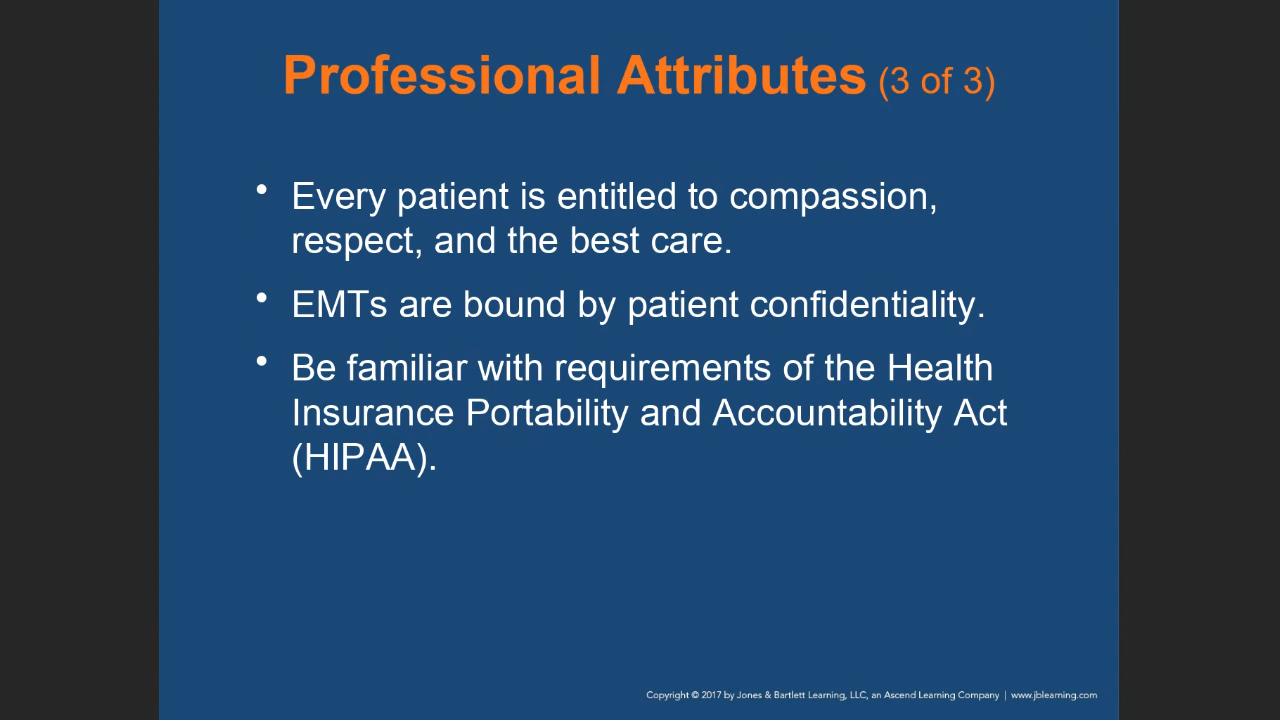 Professional Attributes (3 of 3)
• Every patient is entitled to compassion,
respect, and the best care.
• EMTs are bound by patient confidentiality.
• Be familiar with requirements of the Health
Insurance Portability and Accountability Act
(HIPAA).
Copyright © 2017 by Jones & Bartlett Learning, LLC, an Ascend Learning Company | www.jblearning.com